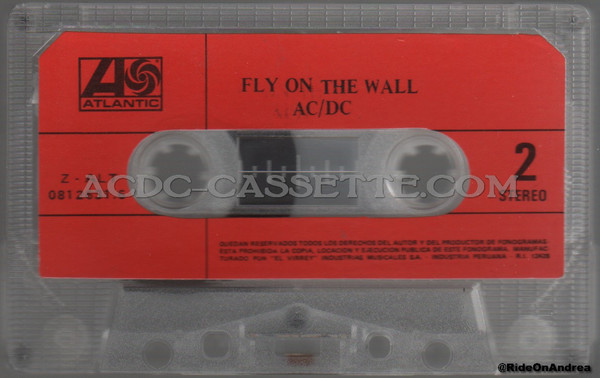 ATLANTIC
FLY ON THE WALL
AC/DC
ACDC-CASSETTE.COM
2
STEREO
QUEDAN RESERVADOS TODOS LOS DERECHOS DEL AUTOR Y DEL PRODUCTOR DE FONOGRAMAS
ESTA PROHIBIDA LA COPIA, LOCACION Y EJECUCION PUBLICA DE ESTE FONOGRAMA. MANUFAC
TURADO POR "EL VIRREY" INDUSTRIAS MUSICALES S.A. - INDUSTRIA PERUANA - R.I.
@RideOnAndrea